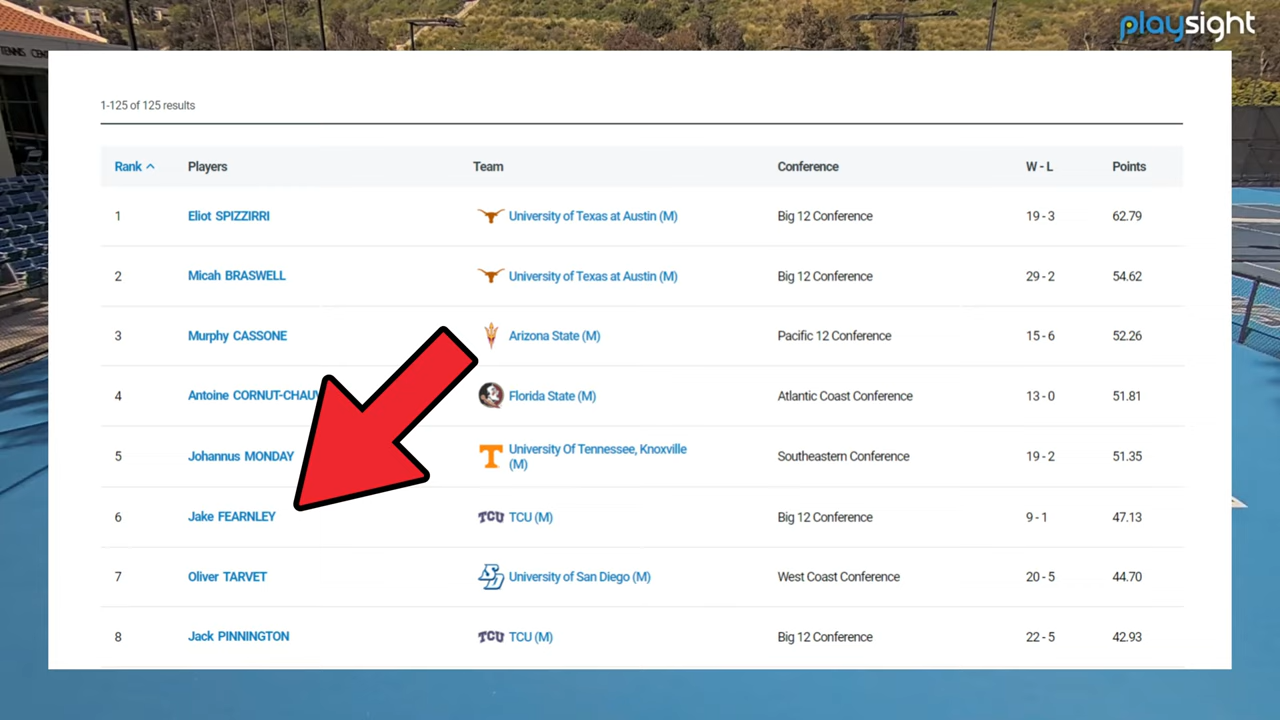 playsight
TENNIS CEN
1-125 of 125 results
Rank Players Team Conference W - L Points
1 Eliot SPIZZIRRI University of Texas at Austin (M) Big 12 Conference 19 - 3 62.79
2 Micah BRASWELL University of Texas at Austin (M) Big 12 Conference 29 - 2 54.62
3 Murphy CASSONE Arizona State (M) Pacific 12 Conference 15 - 6 52.26
4 Antoine CORNUT-CHAUV Florida State (M) Atlantic Coast Conference 13 - 0 51.81
5 Johannus MONDAY T University Of Tennessee, Knoxville
(M) Southeastern Conference 19 - 2 51.35
6 Jake FEARNLEY TCU TCU (M) Big 12 Conference 9 - 1 47.13
7 Oliver TARVET SD University of San Diego (M) West Coast Conference 20 - 5 44.70
8 Jack PINNINGTON TCU TCU (M) Big 12 Conference 22 - 5 42.93